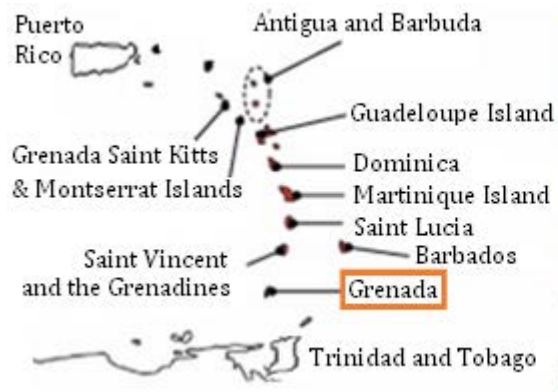 Puerto
Rico
Antigua and Barbuda
Guadeloupe Island
Grenada Saint Kitts
& Montserrat Islands
Dominica
Martinique Island
Saint Lucia
Barbados
Saint Vincent
and the Grenadines
Grenada
Trinidad and Tobago